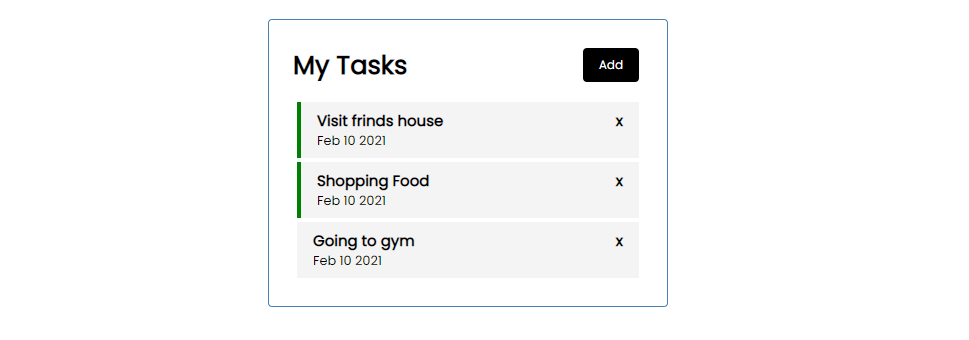 My Tasks
Add
Visit frinds house
x
Feb 10 2021
Shopping Food
x
Feb 10 2021
Going to gym
x
Feb 10 2021